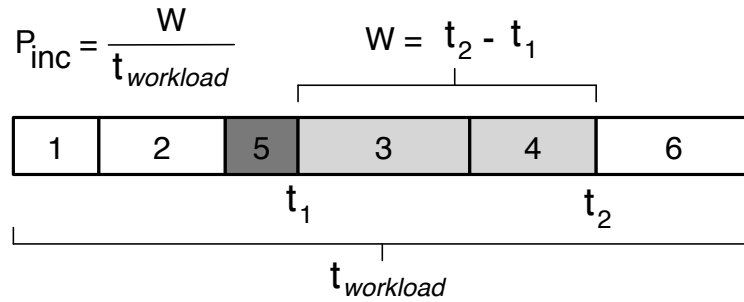 P_inc = W / t_workload
W = t_2 - t_1
1 2 5 3 4 6
t_1 t_2
t_workload